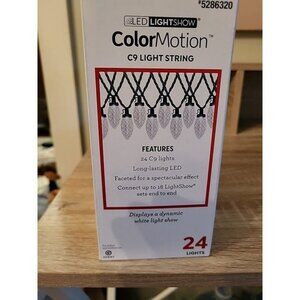 #5286320
LED LIGHTSHOW®
ColorMotion™
C9 LIGHT STRING
FEATURES
24 C9 lights
Long-lasting LED
Faceted for a spectacular effect
Connect up to 18 LightShow®
sets end to end
Displays a dynamic
white light show
24
LIGHTS